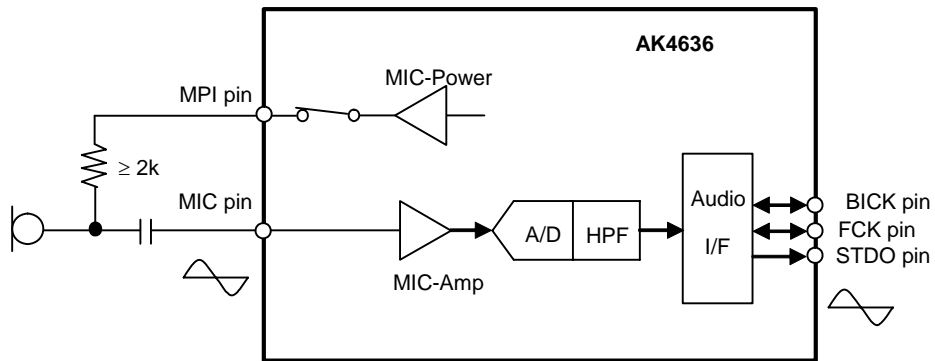 AK4636
MIC-Power
MPI pin
≥ 2k
MIC pin
MIC-Amp
A/D
HPF
Audio
I/F
BICK pin
FCK pin
STDO pin